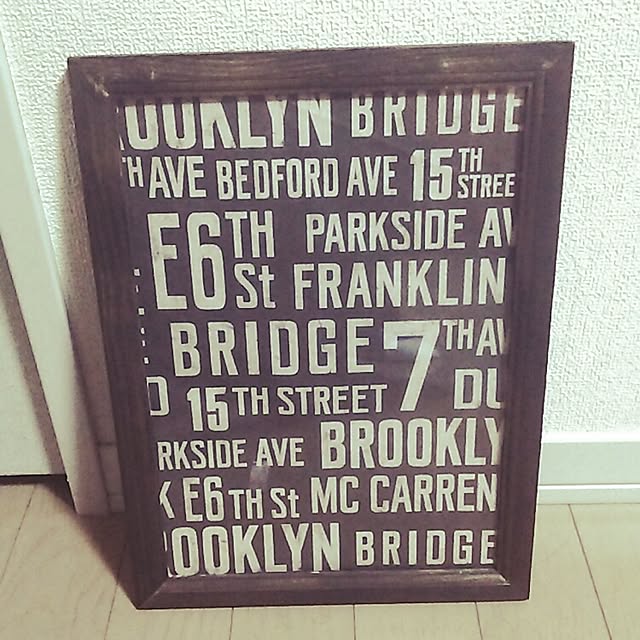 OOKLYN BRIDGE
TH AVE BEDFORD AVE 15TH STREE
E6TH St PARKSIDE AV
FRANKLIN
BRIDGE 7TH AV
D 15TH STREET DU
RKSIDE AVE BROOKLY
K E6TH St MC CARREN
OOKLYN BRIDGE